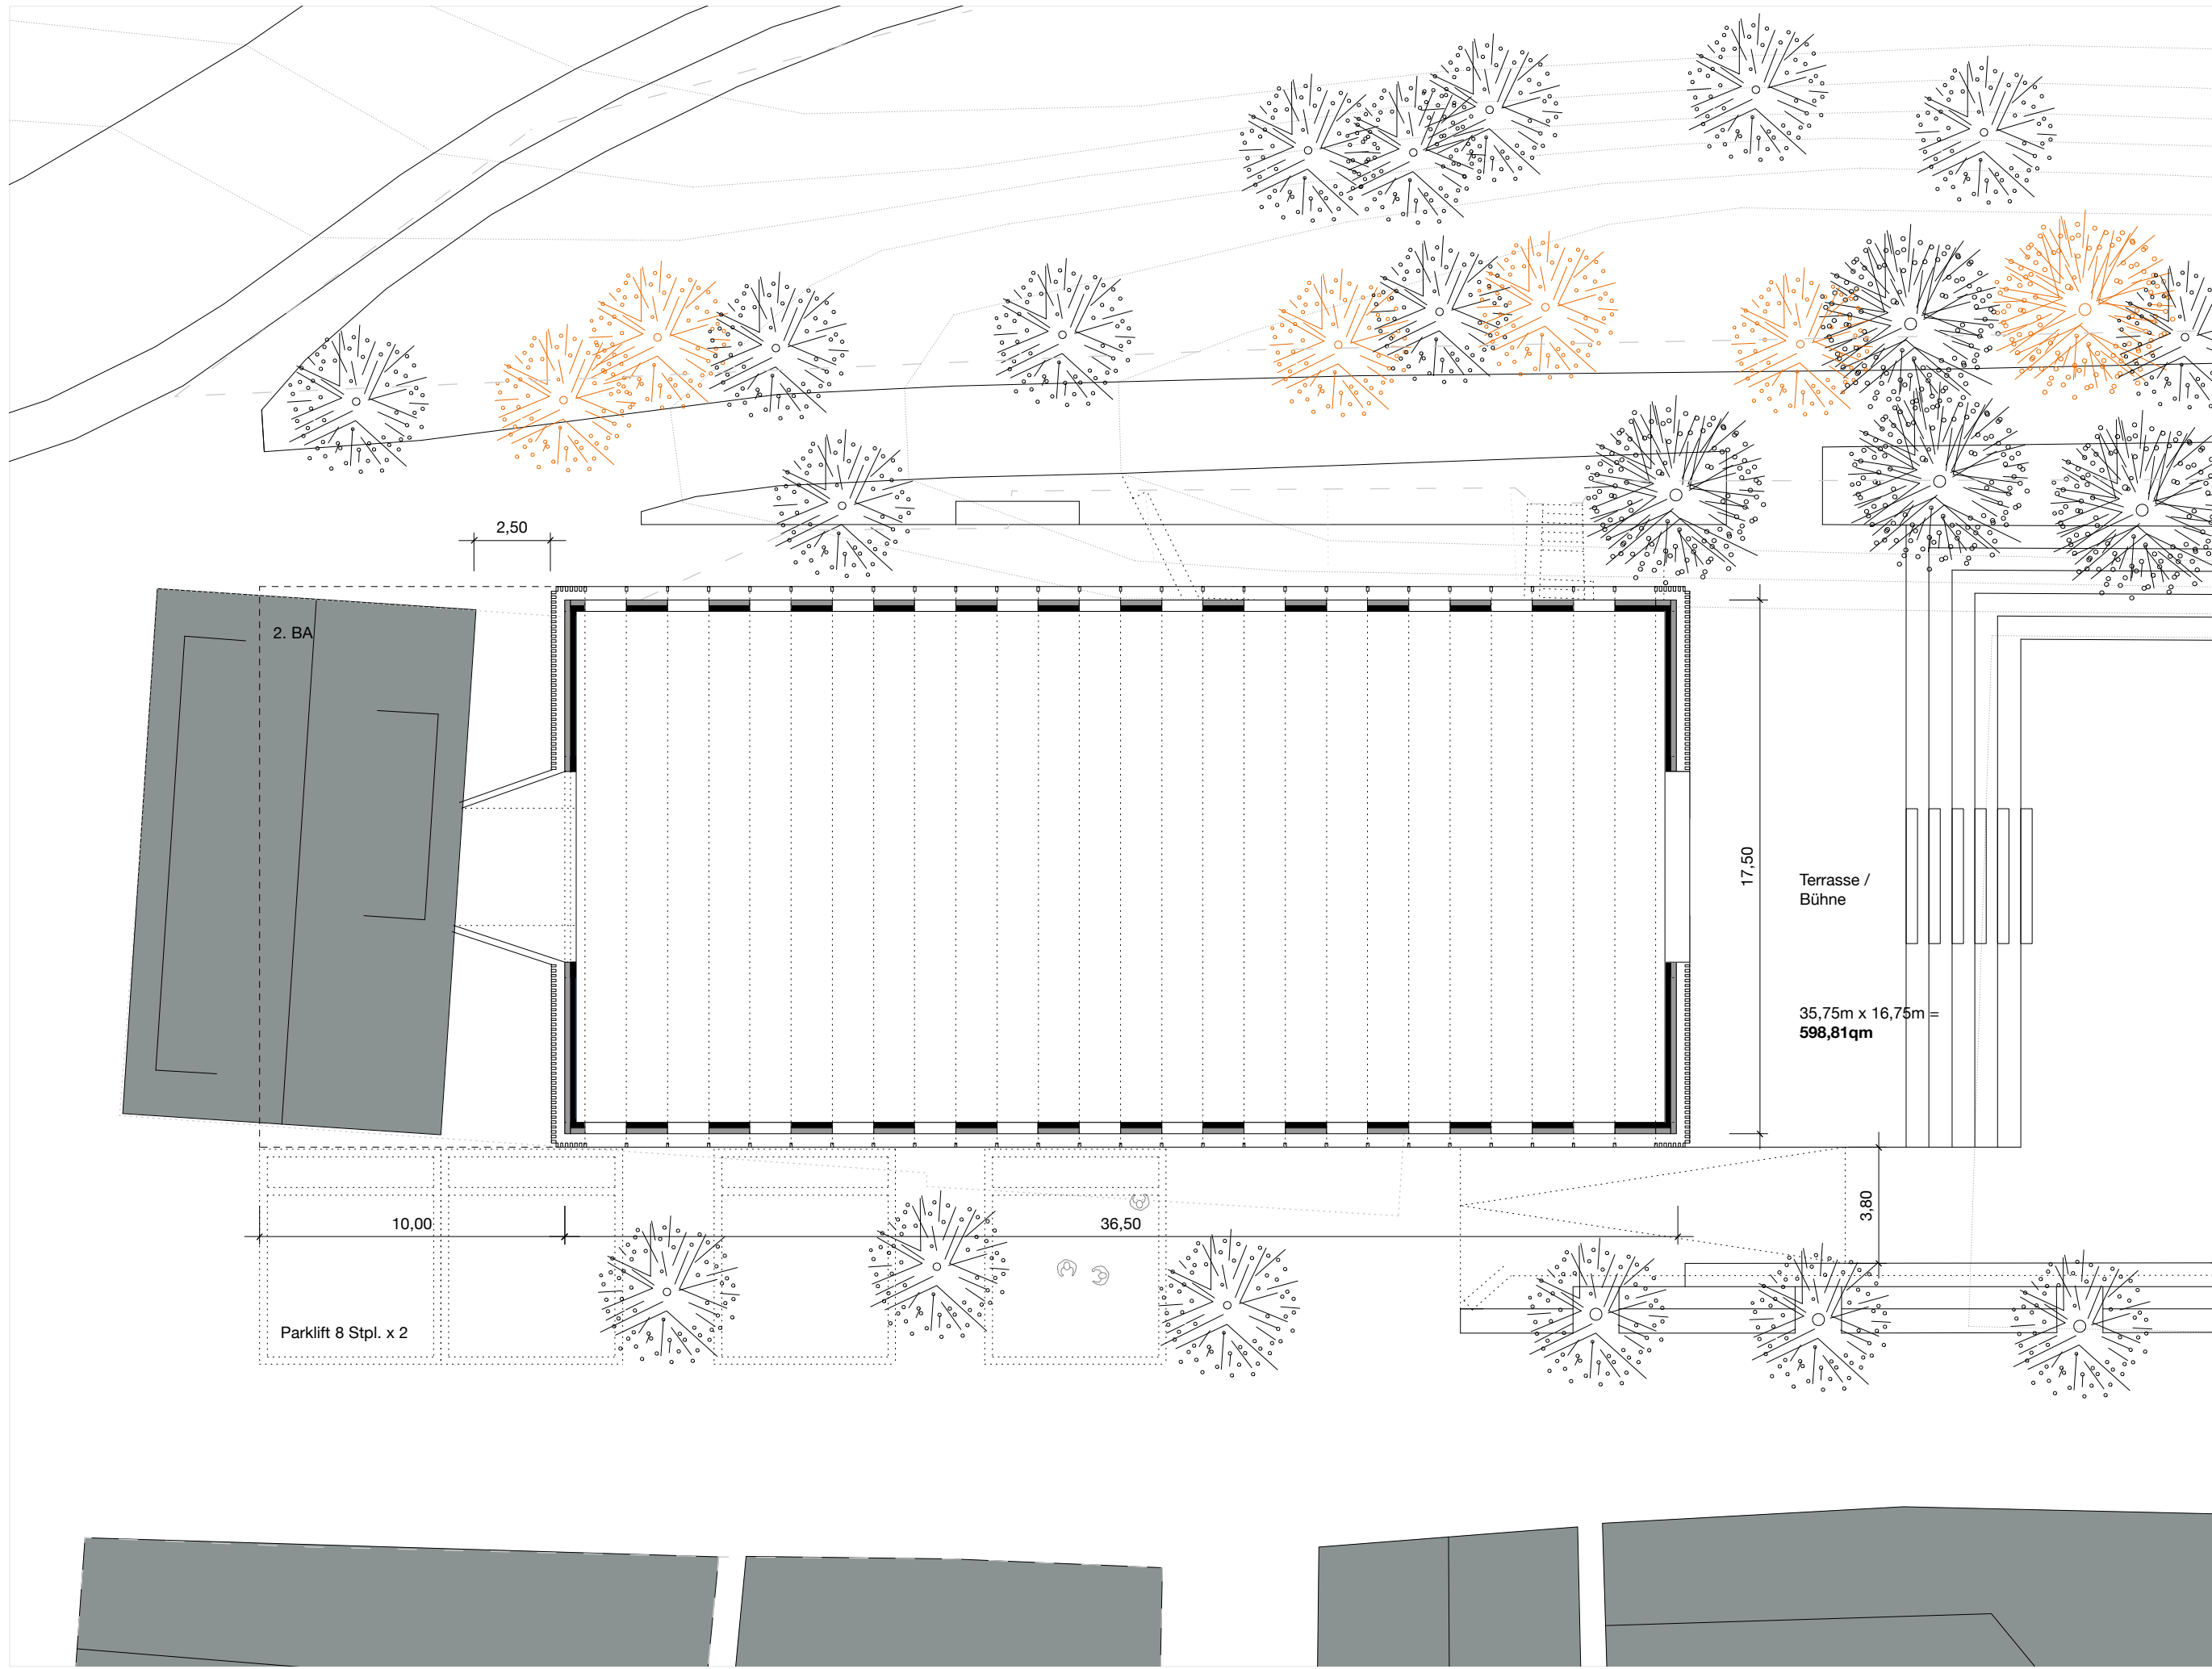 2,50
2. BA
17,50
Terrasse /
Bühne
35,75m x 16,75m =
598,81qm
10,00
36,50
3,80
Parklift 8 Stpl. x 2